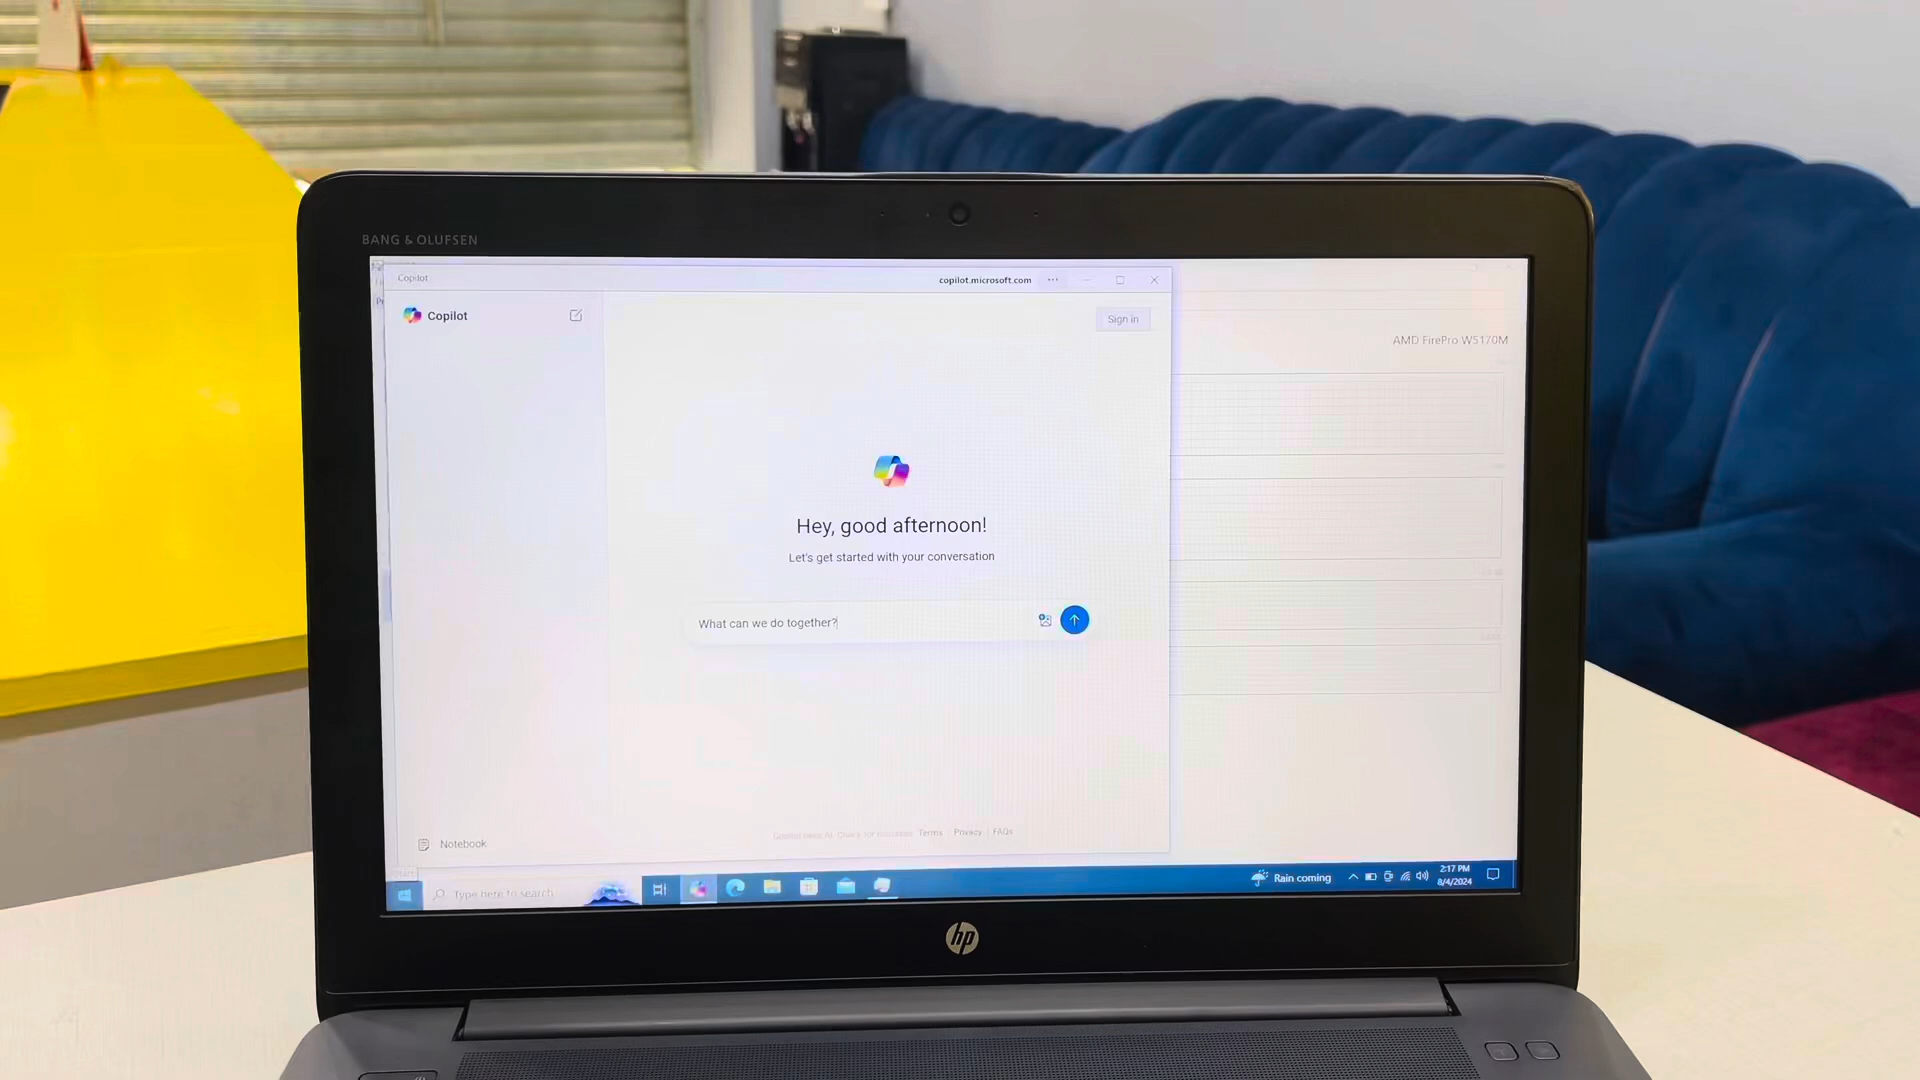 BANG & OLUFSEN
Copilot
copilot.microsoft.com
Copilot
Sign in
AMD FirePro W5170M
Hey, good afternoon!
Let's get started with your conversation
What can we do together?
Terms Privacy FAQs
Notebook
Type here to search
Rain coming
2:17 PM
8/4/2024
hp